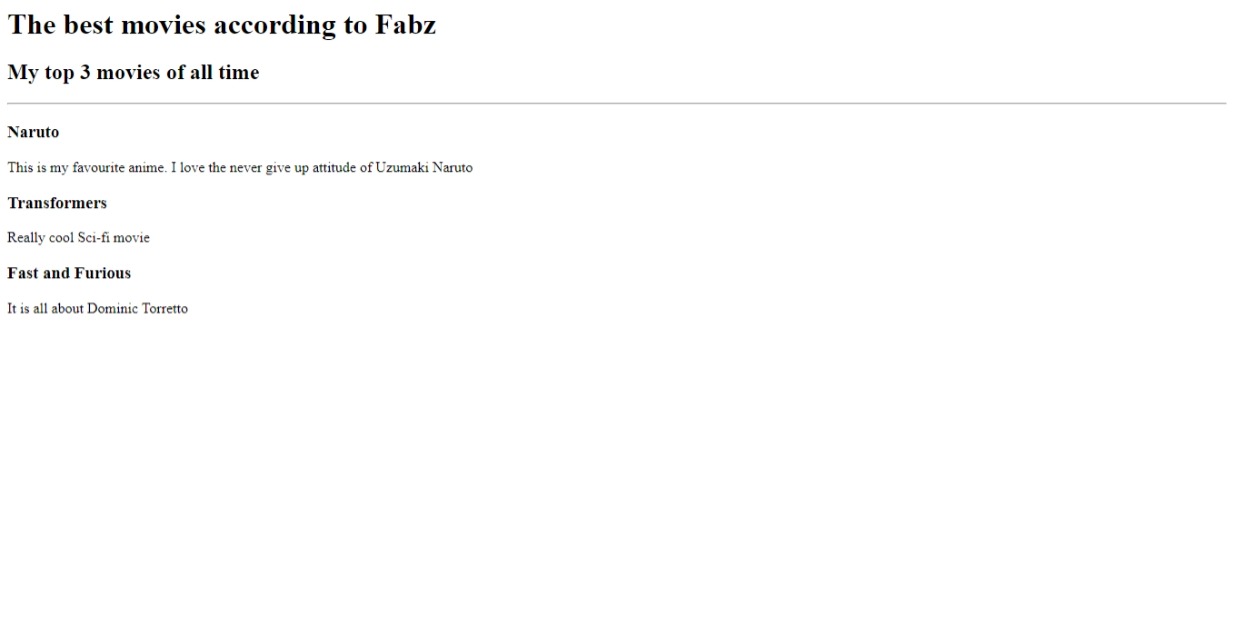 The best movies according to Fabz
My top 3 movies of all time
Naruto
This is my favourite anime. I love the never give up attitude of Uzumaki Naruto
Transformers
Really cool Sci-fi movie
Fast and Furious
It is all about Dominic Torretto